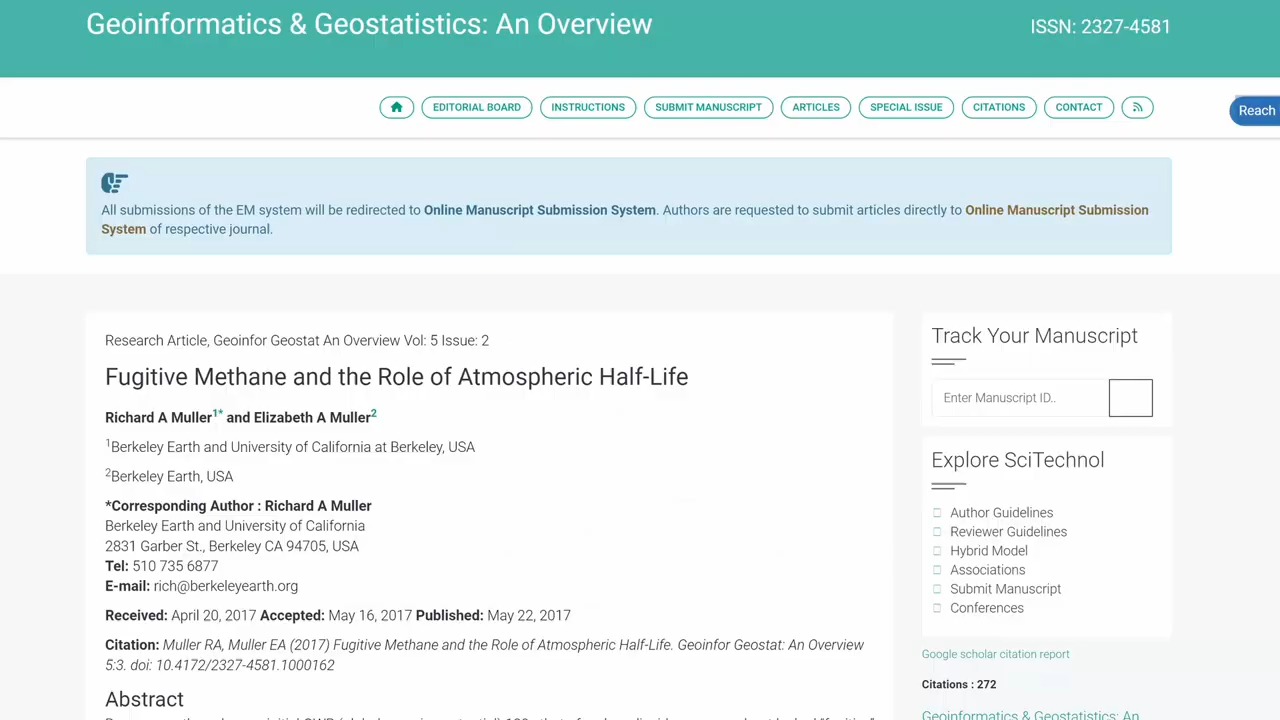 Geoinformatics & Geostatistics: An Overview
ISSN: 2327-4581
EDITORIAL BOARD
INSTRUCTIONS
SUBMIT MANUSCRIPT
ARTICLES
SPECIAL ISSUE
CITATIONS
CONTACT
Reach
All submissions of the EM system will be redirected to Online Manuscript Submission System. Authors are requested to submit articles directly to Online Manuscript Submission
System of respective journal.
Research Article, Geoinfor Geostat An Overview Vol: 5 Issue: 2
Fugitive Methane and the Role of Atmospheric Half-Life
Richard A Muller1* and Elizabeth A Muller2
1Berkeley Earth and University of California at Berkeley, USA
2Berkeley Earth, USA
*Corresponding Author : Richard A Muller
Berkeley Earth and University of California
2831 Garber St., Berkeley CA 94705, USA
Tel: 510 735 6877
E-mail: rich@berkeleyearth.org
Received: April 20, 2017 Accepted: May 16, 2017 Published: May 22, 2017
Citation: Muller RA, Muller EA (2017) Fugitive Methane and the Role of Atmospheric Half-Life. Geoinfor Geostat: An Overview
5:3. doi: 10.4172/2327-4581.1000162
Abstract
Track Your Manuscript
Enter Manuscript ID..
Explore SciTechnol
Author Guidelines
Reviewer Guidelines
Hybrid Model
Associations
Submit Manuscript
Conferences
Google scholar citation report
Citations : 272
Geoinformatics & Geostatistics: An